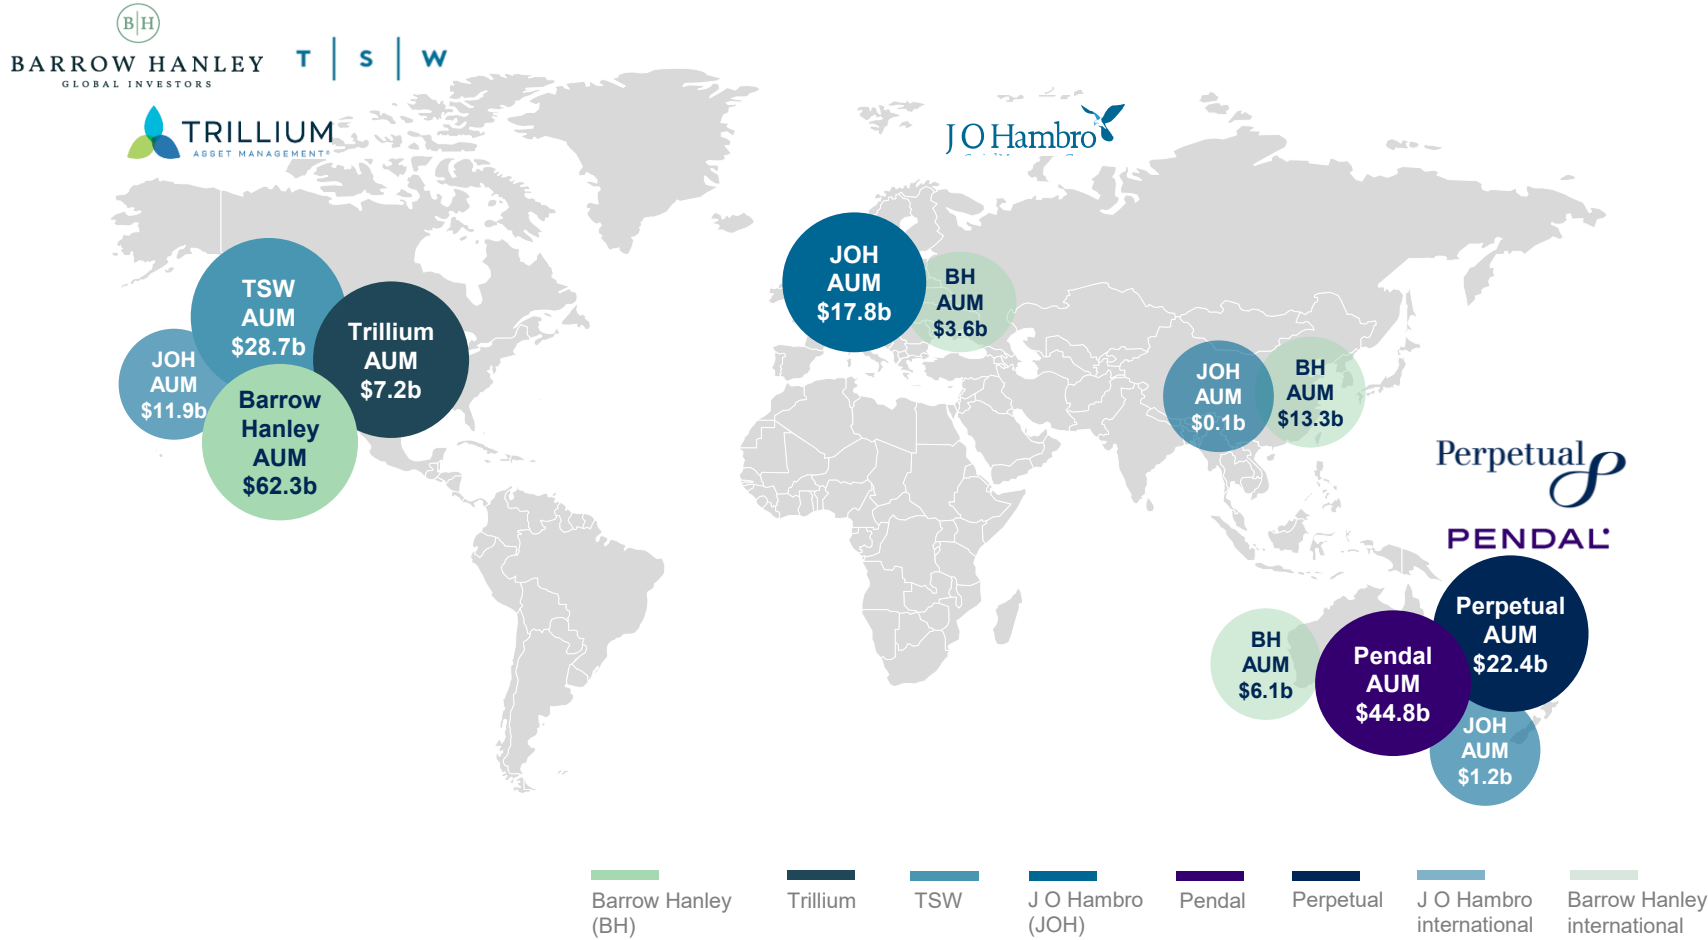 B|H
BARROW HANLEY
GLOBAL INVESTORS
T | S | W
TRILLIUM
ASSET MANAGEMENT®
J O Hambro
TSW
AUM
$28.7b
Trillium
AUM
$7.2b
JOH
AUM
$11.9b
Barrow
Hanley
AUM
$62.3b
JOH
AUM
$17.8b
BH
AUM
$3.6b
JOH
AUM
$0.1b
BH
AUM
$13.3b
Perpetual
PENDAL
Perpetual
AUM
$22.4b
BH
AUM
$6.1b
Pendal
AUM
$44.8b
JOH
AUM
$1.2b
Barrow Hanley
(BH)
Trillium
TSW
J O Hambro
(JOH)
Pendal
Perpetual
J O Hambro
international
Barrow Hanley
international